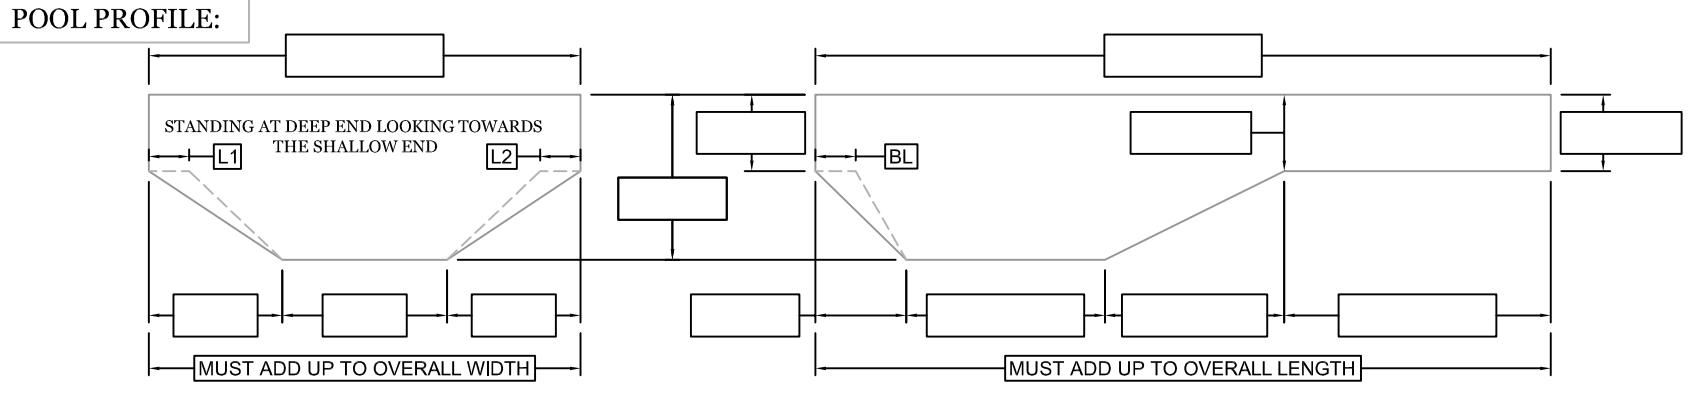 POOL PROFILE:
STANDING AT DEEP END LOOKING TOWARDS
THE SHALLOW END
L1
L2
BL
MUST ADD UP TO OVERALL WIDTH
MUST ADD UP TO OVERALL LENGTH